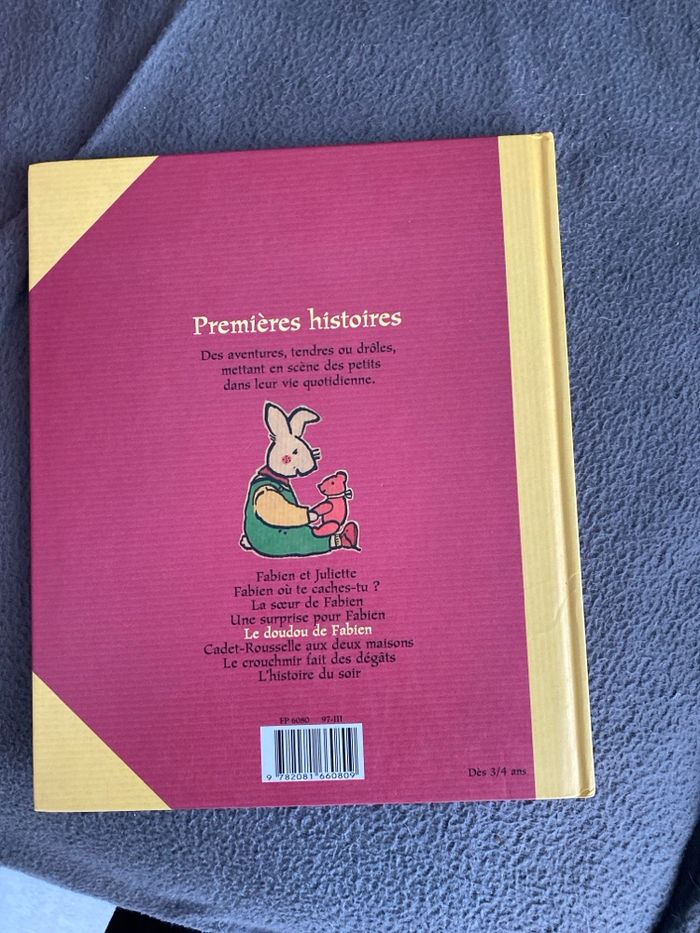 Premières histoires
Des aventures, tendres ou drôles,
mettant en scène des petits
dans leur vie quotidienne.
Fabien et Juliette
Fabien où te caches-tu ?
La sœur de Fabien
Une surprise pour Fabien
Le doudou de Fabien
Cadet-Rousselle aux deux maisons
Le crouchmir fait des dégâts
L'histoire du soir
FP 6080 97-III
9 782081 660809
Dès 3/4 ans